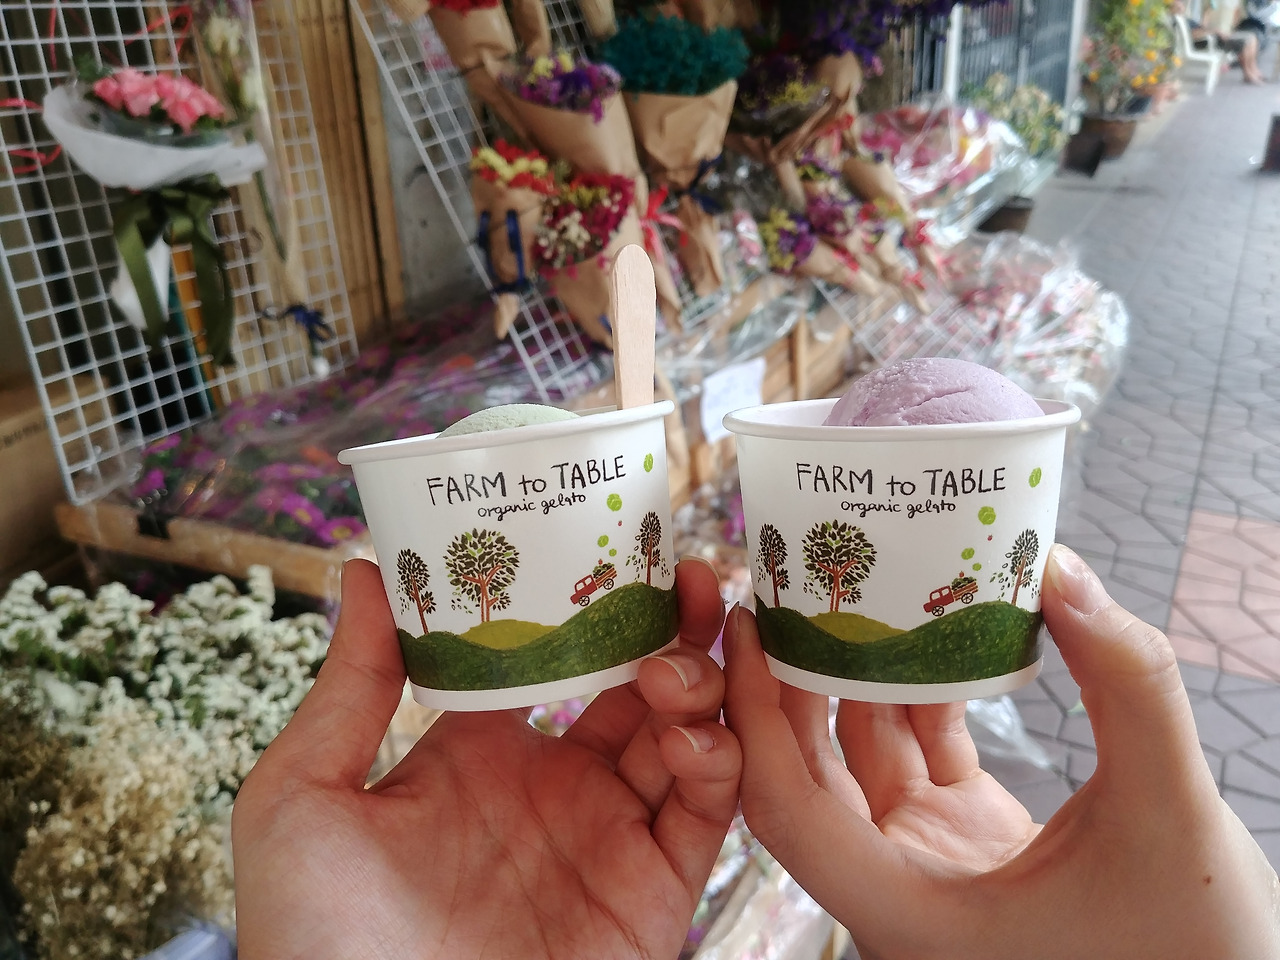 FARM to TABLE
organic gelato
FARM to TABLE
organic gelato